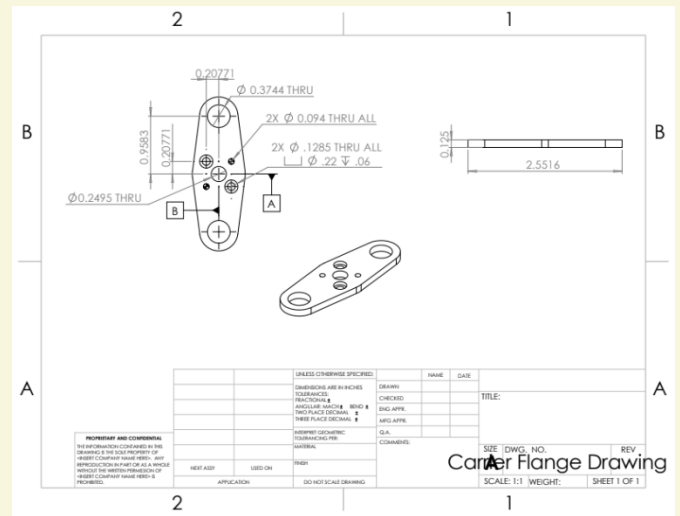 2
1
B
B
A
A
2
1
0.20771
Ø 0.3744 THRU
2X Ø 0.094 THRU ALL
2X Ø .1285 THRU ALL
⌴ Ø .22 ↧ .06
0.9583
0.20771
Ø0.2495 THRU
B
A
0.125
2.5516
UNLESS OTHERWISE SPECIFIED:
DIMENSIONS ARE IN INCHES
TOLERANCES:
FRACTIONAL ±
ANGULAR: MACH ± BEND ±
TWO PLACE DECIMAL ±
THREE PLACE DECIMAL ±
INTERPRET GEOMETRIC
TOLERANCING PER:
MATERIAL
FINISH
DO NOT SCALE DRAWING
NAME DATE
DRAWN
CHECKED
ENG APPR.
MFG APPR.
Q.A.
COMMENTS:
PROPRIETARY AND CONFIDENTIAL
THE INFORMATION CONTAINED IN THIS
DRAWING IS THE SOLE PROPERTY OF
<INSERT COMPANY NAME HERE>. ANY
REPRODUCTION IN PART OR AS A WHOLE
WITHOUT THE WRITTEN PERMISSION OF
<INSERT COMPANY NAME HERE> IS
PROHIBITED.
NEXT ASSY USED ON
APPLICATION
TITLE:
SIZE DWG. NO. REV
A
Carrier Flange Drawing
SCALE: 1:1 WEIGHT: SHEET 1 OF 1